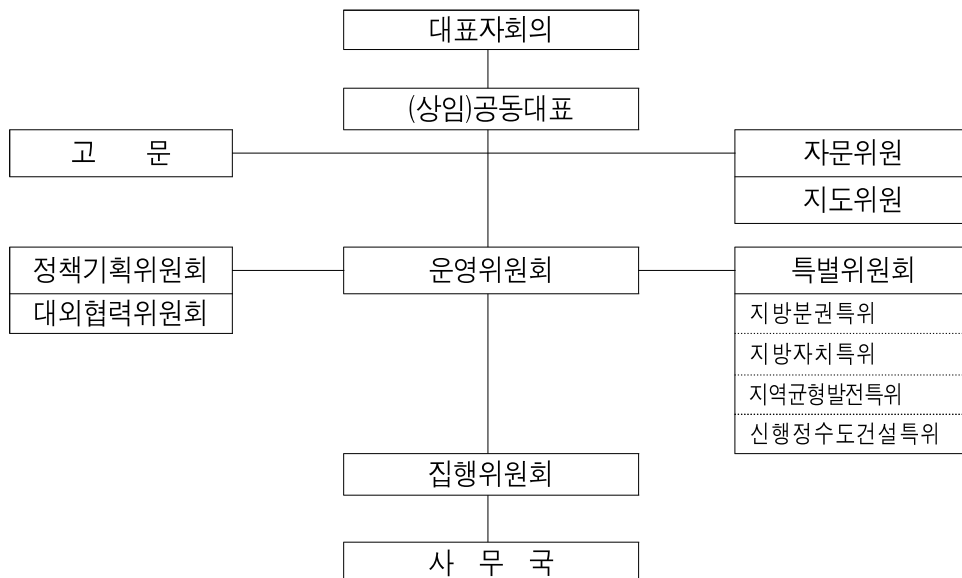 대표자회의
(상임)공동대표
고 문
자문위원
지도위원
정책기획위원회
대외협력위원회
운영위원회
특별위원회
지방분권특위
지방자치특위
지역균형발전특위
신행정수도건설특위
집행위원회
사 무 국